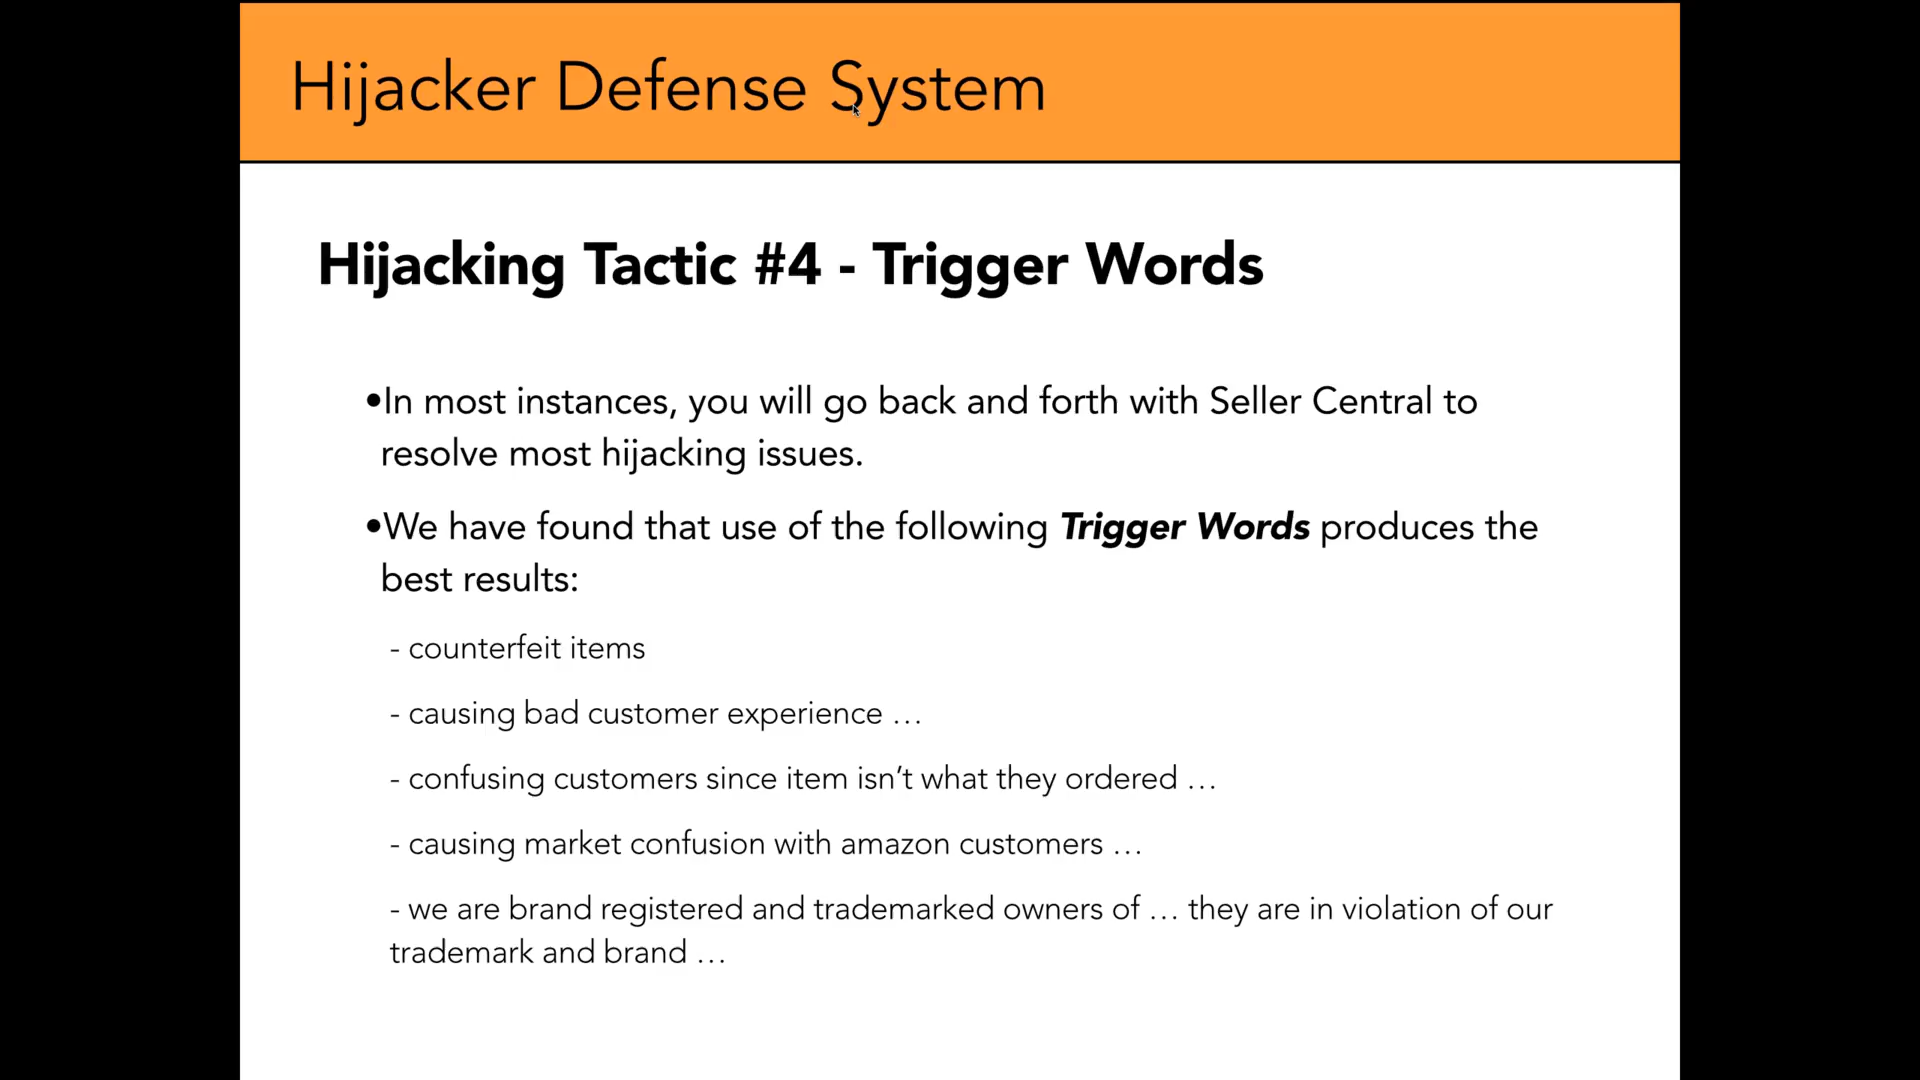 Hijacker Defense System
Hijacking Tactic #4 - Trigger Words
•In most instances, you will go back and forth with Seller Central to
resolve most hijacking issues.
•We have found that use of the following Trigger Words produces the
best results:
- counterfeit items
- causing bad customer experience …
- confusing customers since item isn’t what they ordered …
- causing market confusion with amazon customers …
- we are brand registered and trademarked owners of … they are in violation of our
trademark and brand …